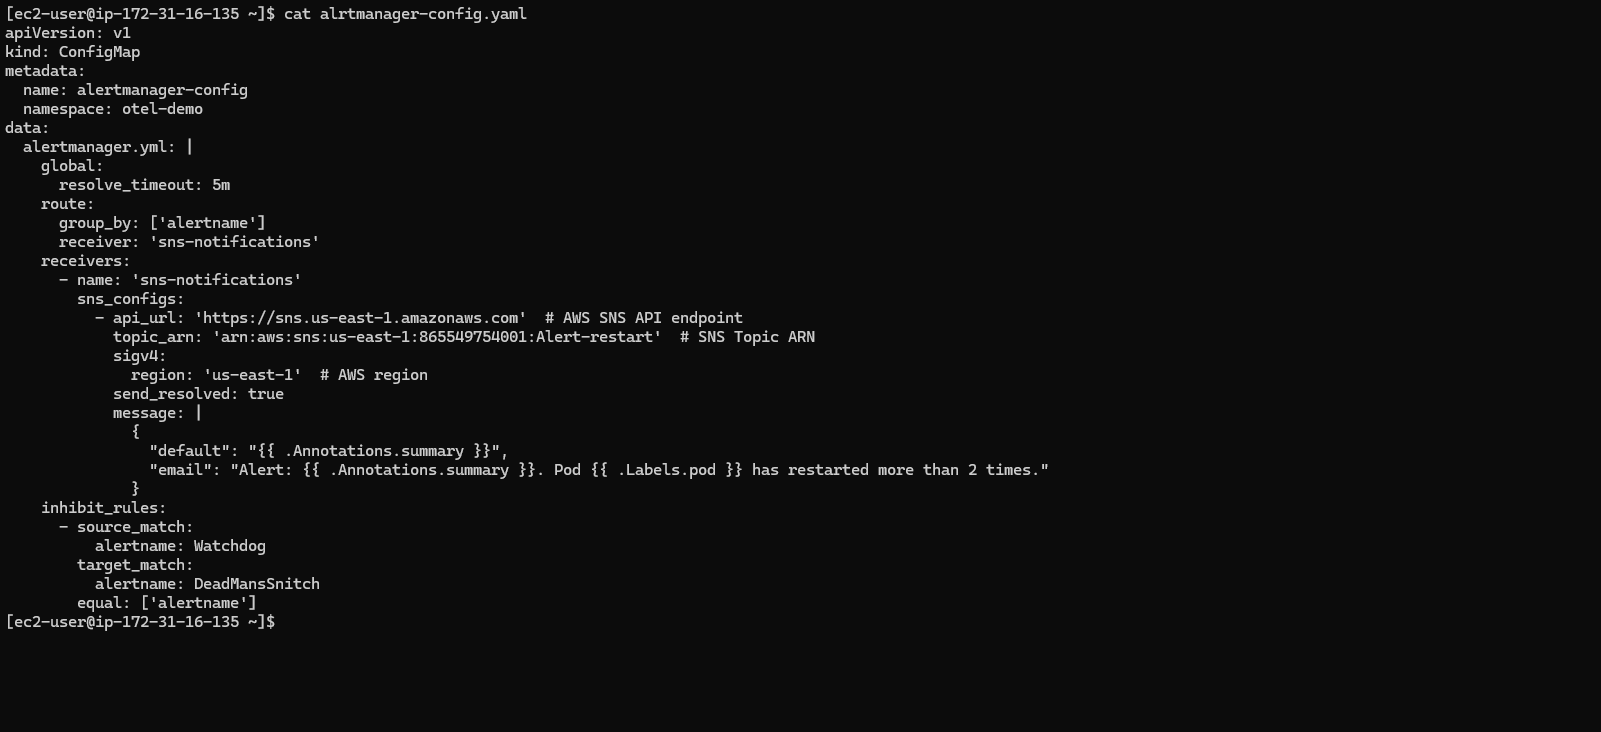 [ec2-user@ip-172-31-16-135 ~]$ cat alrtmanager-config.yaml
apiVersion: v1
kind: ConfigMap
metadata:
  name: alertmanager-config
  namespace: otel-demo
data:
  alertmanager.yml: |
    global:
      resolve_timeout: 5m
    route:
      group_by: ['alertname']
      receiver: 'sns-notifications'
    receivers:
      - name: 'sns-notifications'
        sns_configs:
          - api_url: 'https://sns.us-east-1.amazonaws.com'  # AWS SNS API endpoint
            topic_arn: 'arn:aws:sns:us-east-1:865549754001:Alert-restart'  # SNS Topic ARN
            sigv4:
              region: 'us-east-1'  # AWS region
            send_resolved: true
            message: |
              {
                "default": "{{ .Annotations.summary }}",
                "email": "Alert: {{ .Annotations.summary }}. Pod {{ .Labels.pod }} has restarted more than 2 times."
              }
    inhibit_rules:
      - source_match:
          alertname: Watchdog
        target_match:
          alertname: DeadMansSnitch
        equal: ['alertname']
[ec2-user@ip-172-31-16-135 ~]$